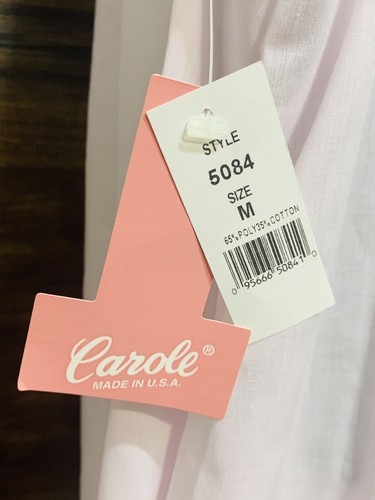 STYLE
5084
SIZE
M
65%POLY35%COTTON
0 95666 50841 0
Carole®
MADE IN U.S.A.